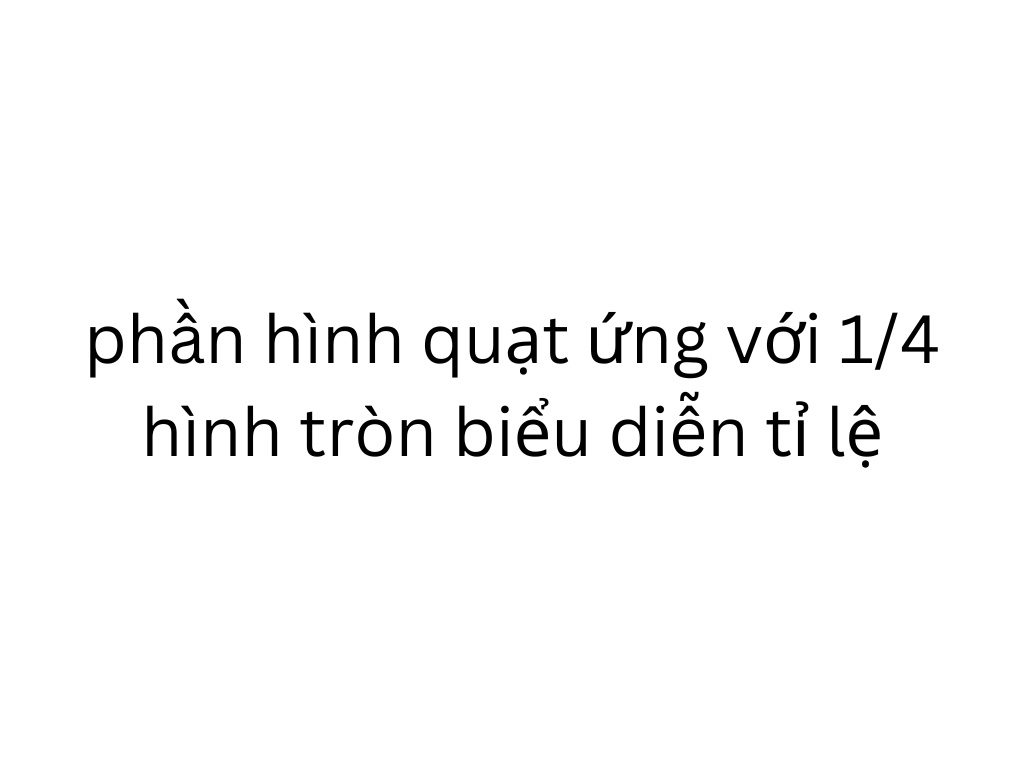 phần hình quạt ứng với 1/4
hình tròn biểu diễn tỉ lệ